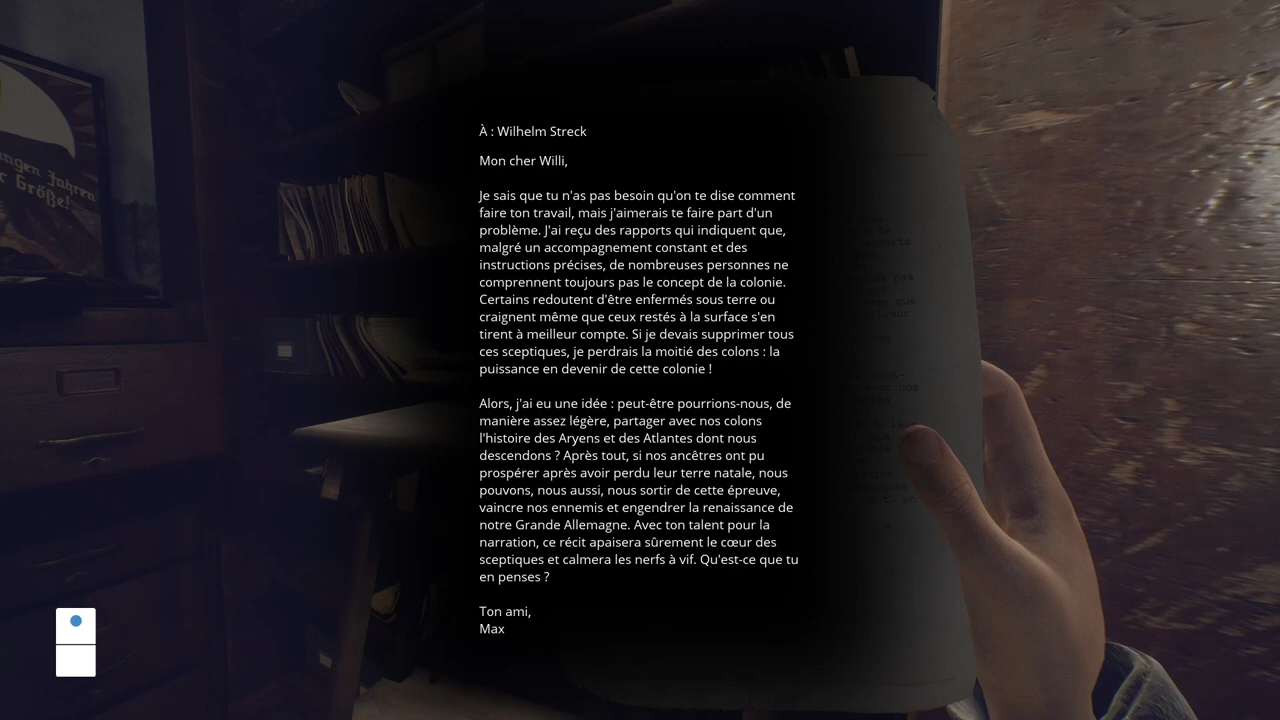 ngen Jahren
r Größe!
À : Wilhelm Streck
Mon cher Willi,
Je sais que tu n'as pas besoin qu'on te dise comment
faire ton travail, mais j'aimerais te faire part d'un
problème. J'ai reçu des rapports qui indiquent que,
malgré un accompagnement constant et des
instructions précises, de nombreuses personnes ne
comprennent toujours pas le concept de la colonie.
Certains redoutent d'être enfermés sous terre ou
craignent même que ceux restés à la surface s'en
tirent à meilleur compte. Si je devais supprimer tous
ces sceptiques, je perdrais la moitié des colons : la
puissance en devenir de cette colonie !
Alors, j'ai eu une idée : peut-être pourrions-nous, de
manière assez légère, partager avec nos colons
l'histoire des Aryens et des Atlantes dont nous
descendons ? Après tout, si nos ancêtres ont pu
prospérer après avoir perdu leur terre natale, nous
pouvons, nous aussi, nous sortir de cette épreuve,
vaincre nos ennemis et engendrer la renaissance de
notre Grande Allemagne. Avec ton talent pour la
narration, ce récit apaisera sûrement le cœur des
sceptiques et calmera les nerfs à vif. Qu'est-ce que tu
en penses ?
Ton ami,
Max